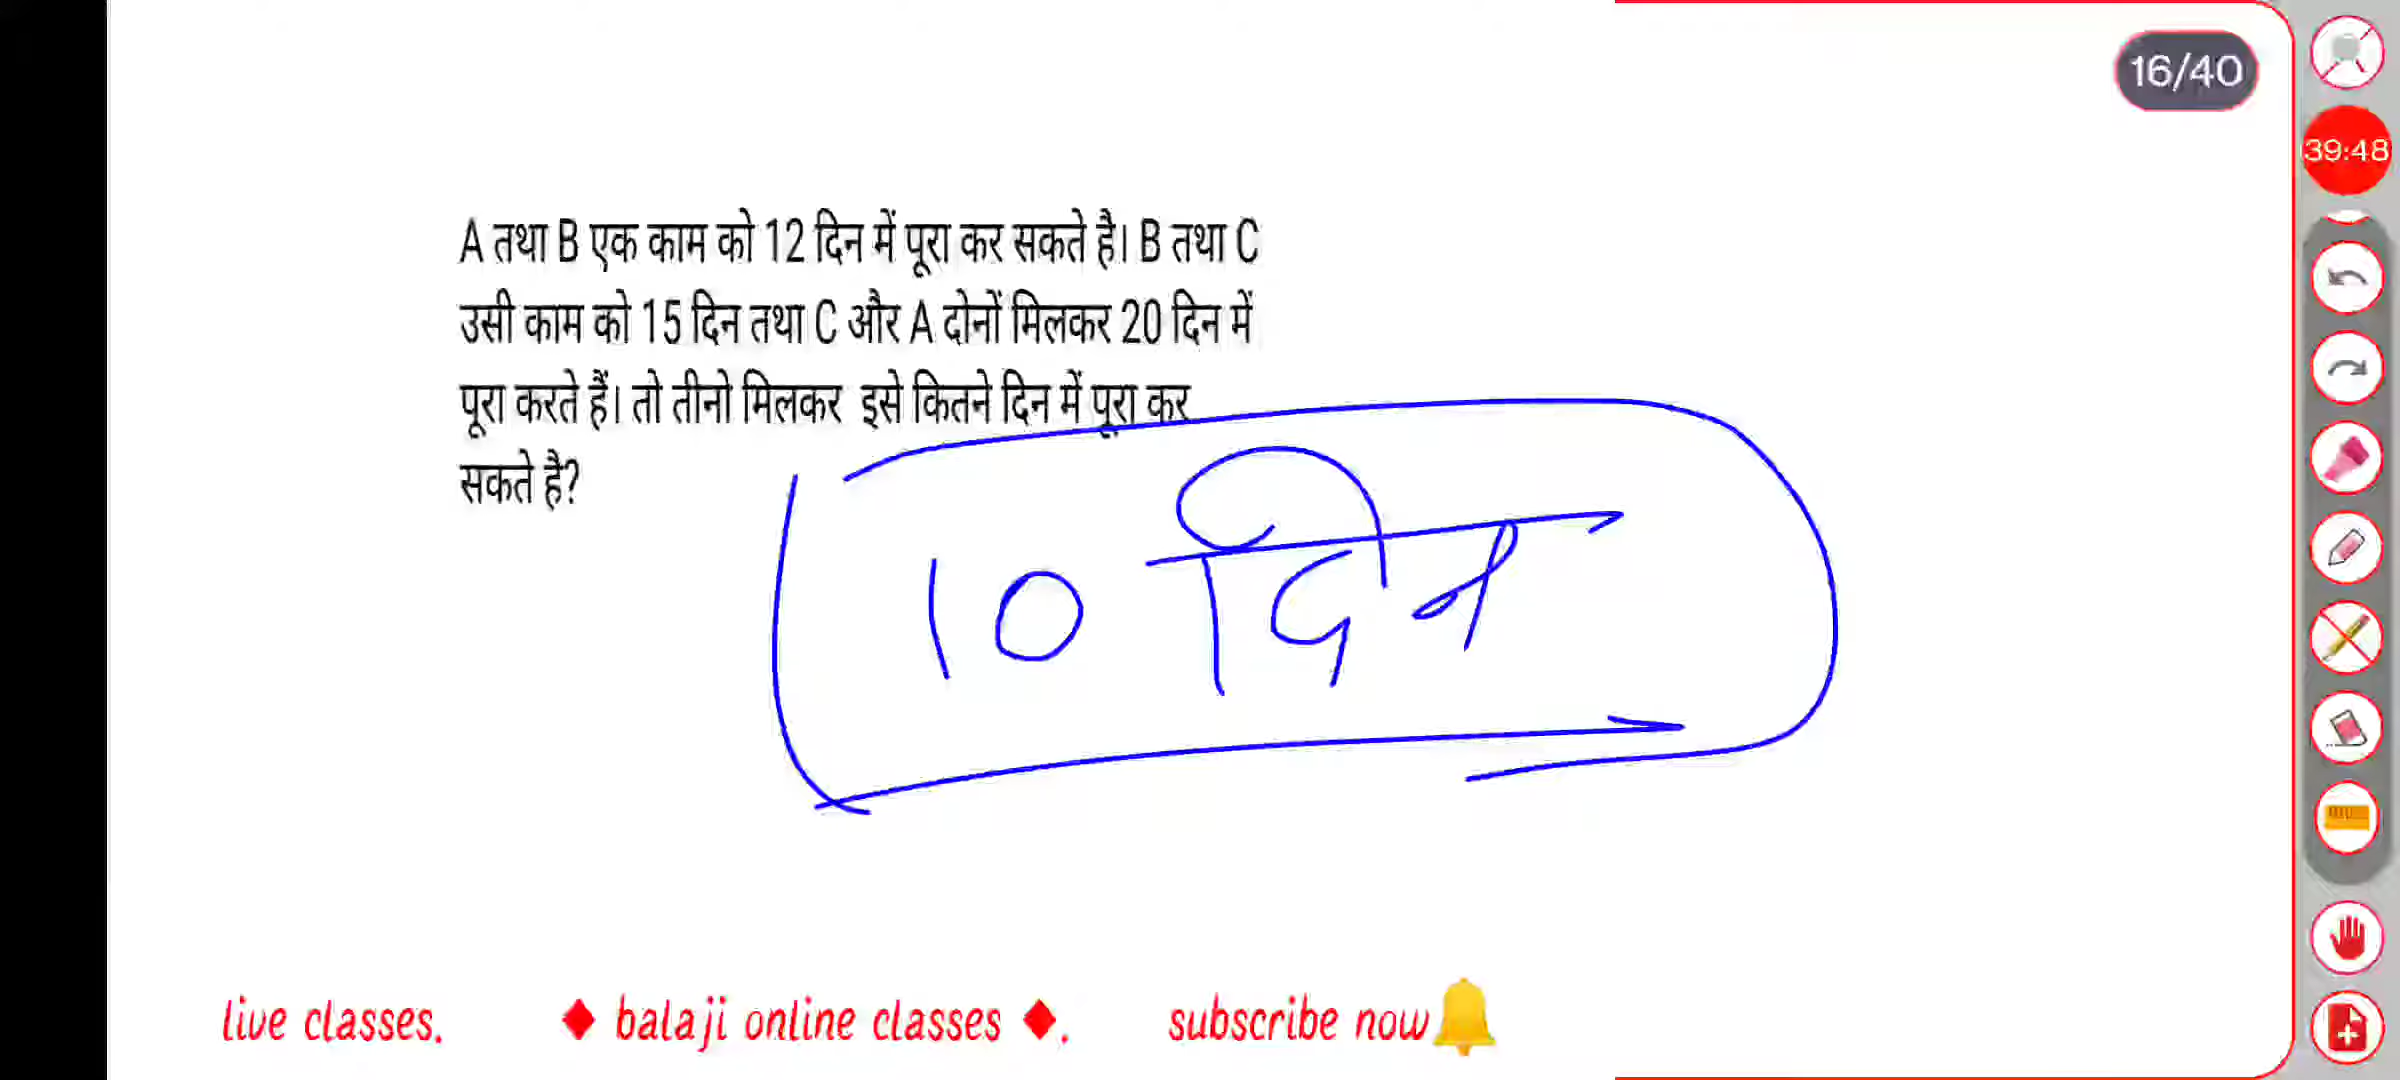 16/40
39:48
A तथा B एक काम को 12 दिन में पूरा कर सकते है। B तथा C
उसी काम को 15 दिन तथा C और A दोनों मिलकर 20 दिन में
पूरा करते हैं। तो तीनो मिलकर इसे कितने दिन में पूरा कर
सकते है?
10 दिन
live classes. ♦ balaji online classes ♦. subscribe now🔔